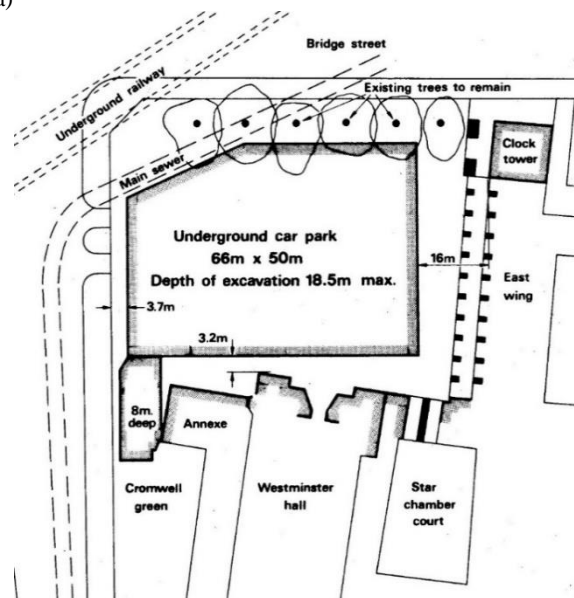 Bridge street
Underground railway
Existing trees to remain
Main sewer
Clock
tower
Underground car park
66m x 50m
Depth of excavation 18.5m max.
16m
East
wing
3.7m
3.2m
8m.
deep
Annexe
Cromwell
green
Westminster
hall
Star
chamber
court